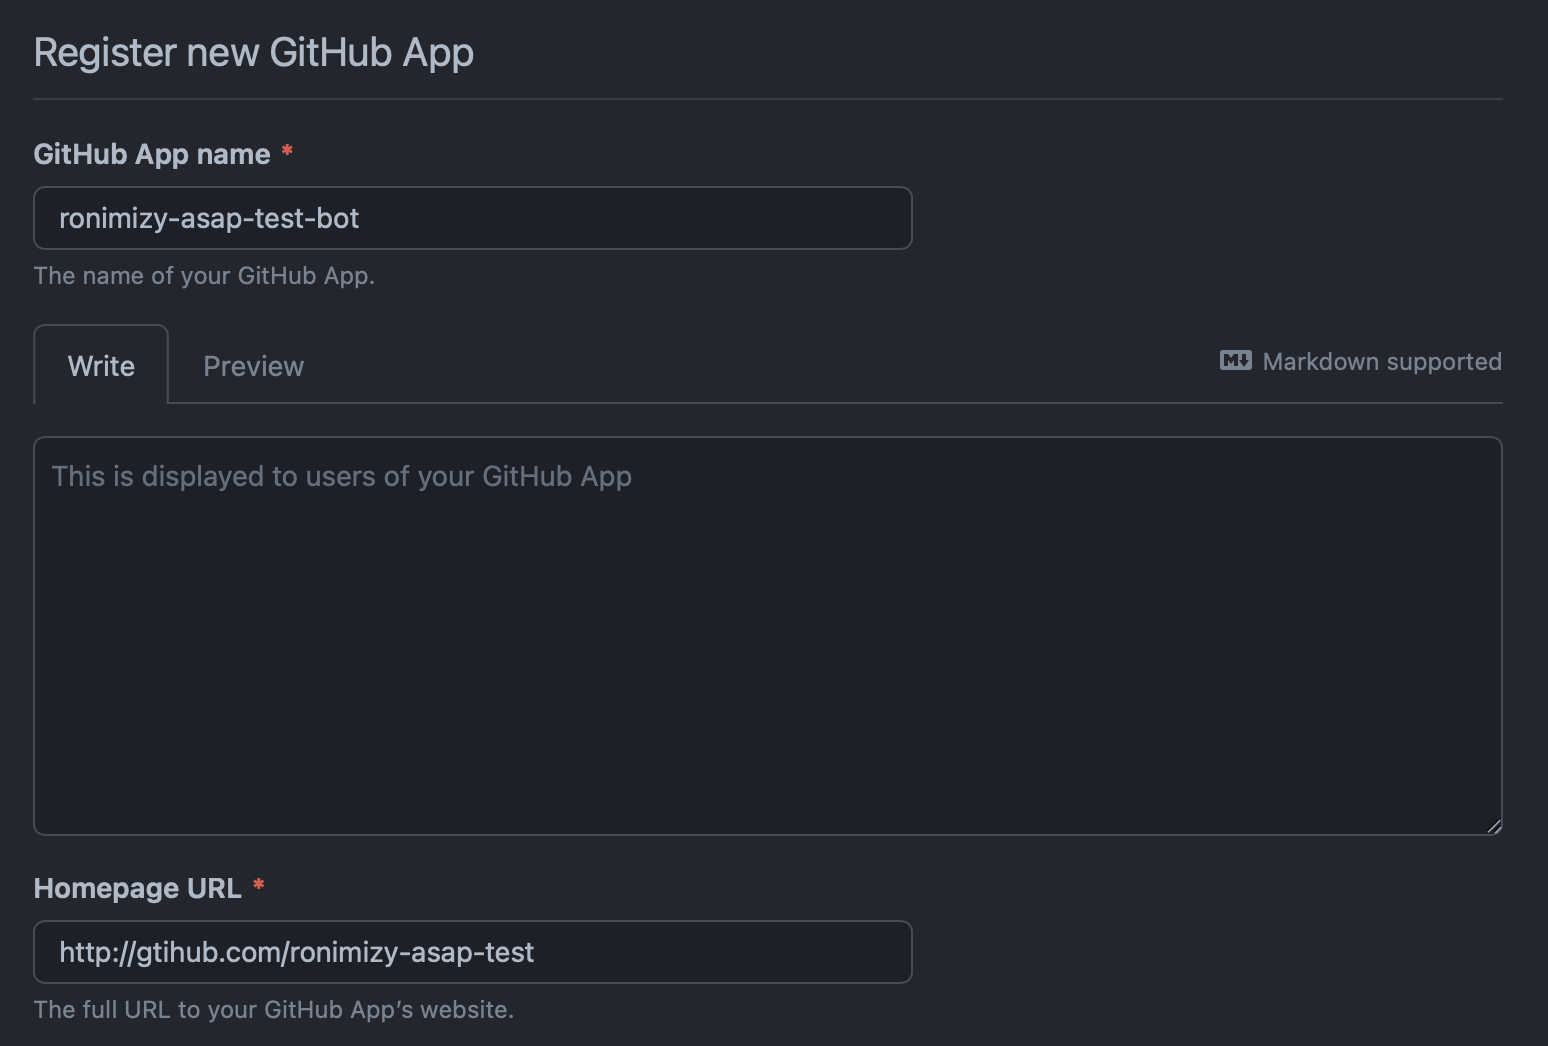 Register new GitHub App
GitHub App name *
ronimizy-asap-test-bot
The name of your GitHub App.
Write Preview Markdown supported
This is displayed to users of your GitHub App
Homepage URL *
http://gtihub.com/ronimizy-asap-test
The full URL to your GitHub App’s website.